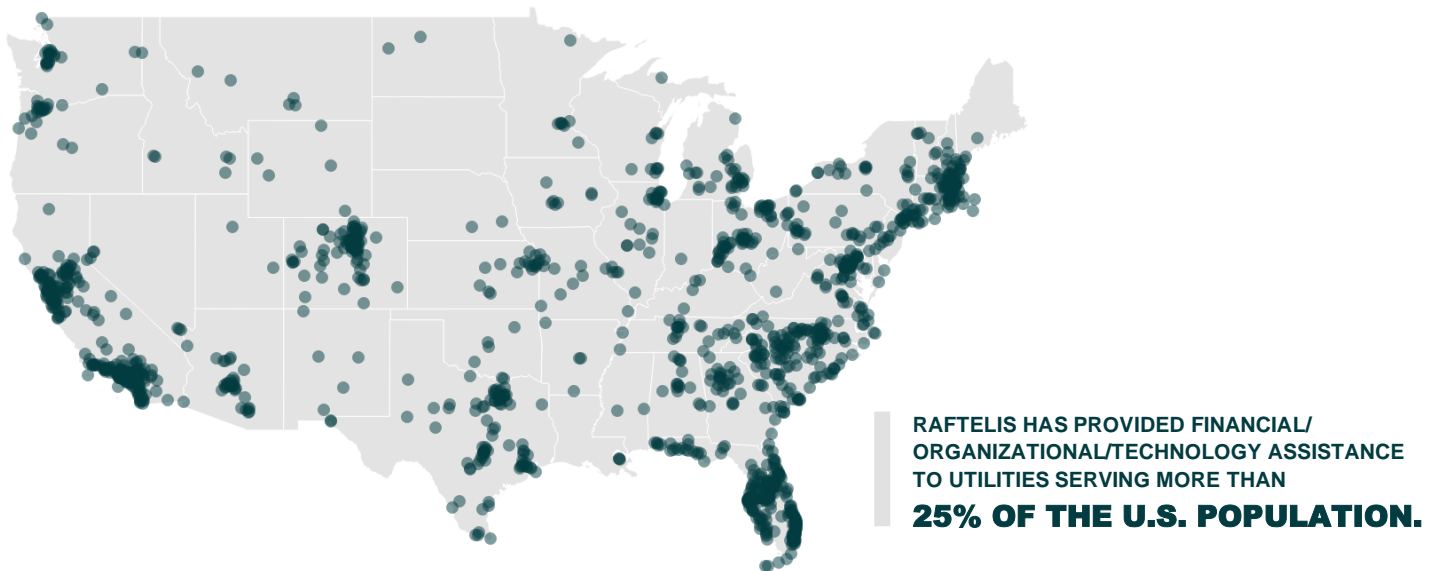 RAFTELIS HAS PROVIDED FINANCIAL/
ORGANIZATIONAL/TECHNOLOGY ASSISTANCE
TO UTILITIES SERVING MORE THAN
25% OF THE U.S. POPULATION.